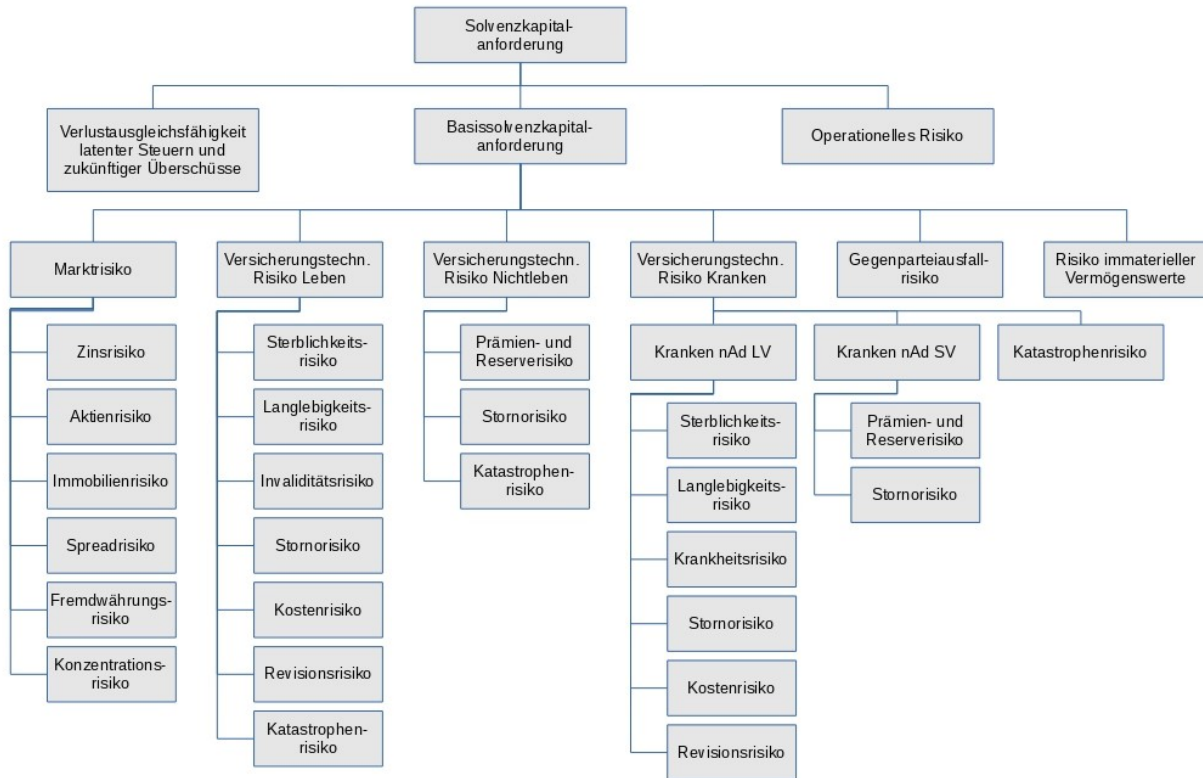 Solvenzkapital-
anforderung
Verlustausgleichsfähigkeit
latenter Steuern und
zukünftiger Überschüsse
Basissolvenzkapital-
anforderung
Operationelles Risiko
Marktrisiko
Versicherungstechn.
Risiko Leben
Versicherungstechn.
Risiko Nichtleben
Versicherungstechn.
Risiko Kranken
Gegenparteiausfall-
risiko
Risiko immaterieller
Vermögenswerte
Zinsrisiko
Aktienrisiko
Immobilienrisiko
Spreadrisiko
Fremdwährungs-
risiko
Konzentrations-
risiko
Sterblichkeits-
risiko
Langlebigkeits-
risiko
Invaliditätsrisiko
Stornorisiko
Kostenrisiko
Revisionsrisiko
Katastrophen-
risiko
Prämien- und
Reserverisiko
Stornorisiko
Katastrophen-
risiko
Kranken nAd LV
Kranken nAd SV
Katastrophenrisiko
Sterblichkeits-
risiko
Langlebigkeits-
risiko
Krankheitsrisiko
Stornorisiko
Kostenrisiko
Revisionsrisiko
Prämien- und
Reserverisiko
Stornorisiko